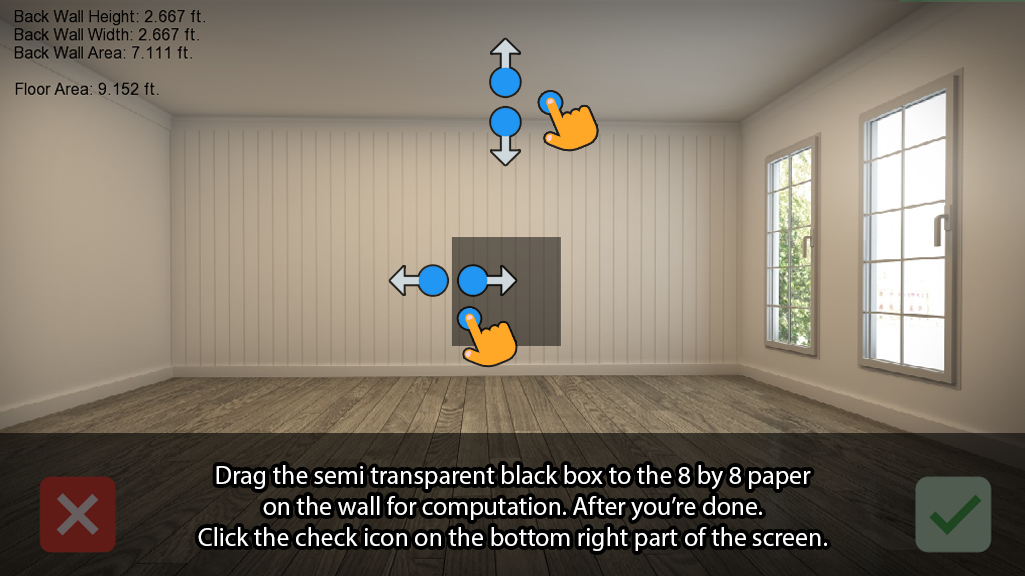 Back Wall Height: 2.667 ft.
Back Wall Width: 2.667 ft.
Back Wall Area: 7.111 ft.
Floor Area: 9.152 ft.
Drag the semi transparent black box to the 8 by 8 paper
on the wall for computation. After you're done.
Click the check icon on the bottom right part of the screen.